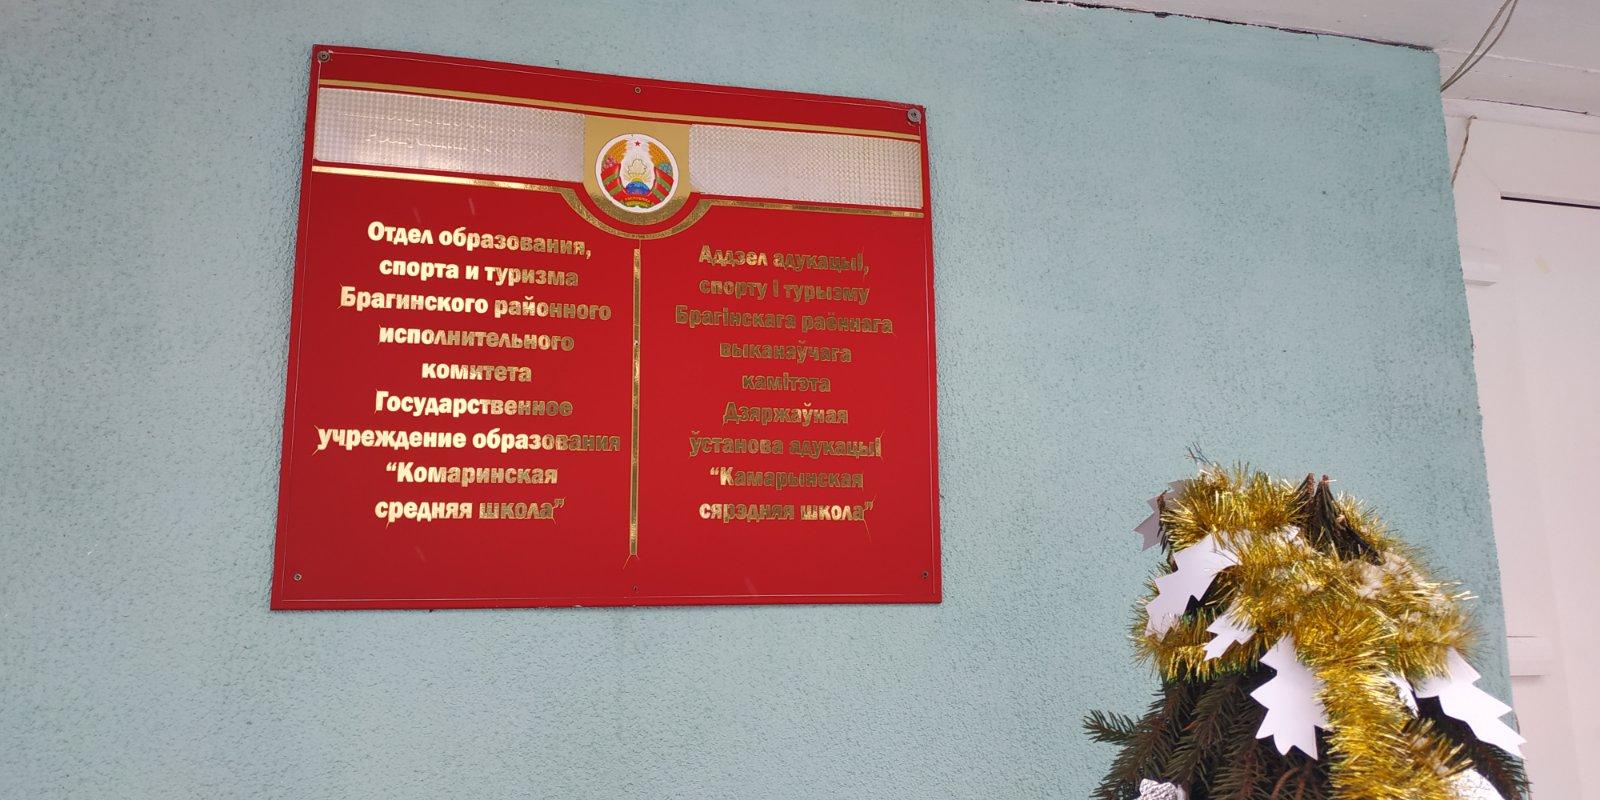 Отдел образования,
спорта и туризма
Брагинского районного
исполнительного
комитета
Государственное
учреждение образования
“Комаринская
средняя школа”
Аддзел адукацыі,
спорту і турызму
Брагінскага раённага
выканаўчага
камітэта
Дзяржаўная
ўстанова адукацыі
“Камарынская
сярэдняя школа”